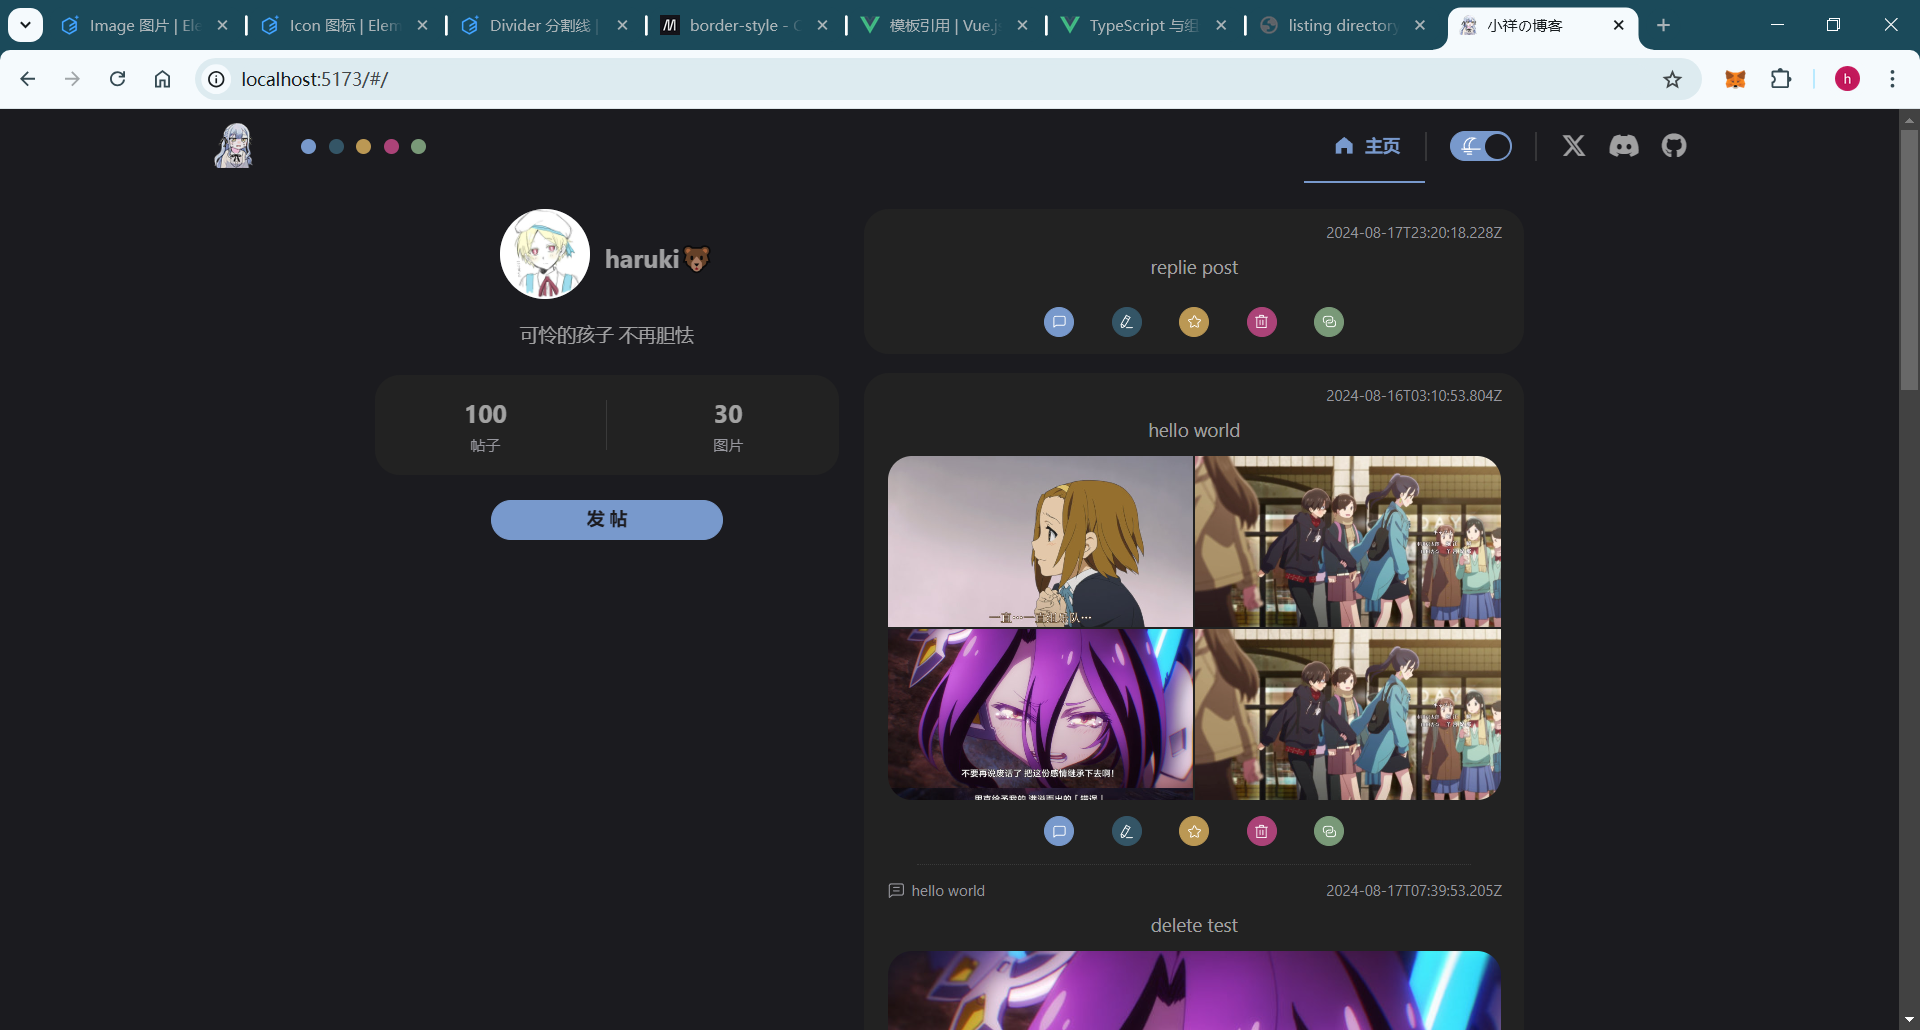 Image 图片 | Ele
Icon 图标 | Elem
Divider 分割线 |
border-style - C
模板引用 | Vue.js
TypeScript 与组
listing directory
小祥の博客
localhost:5173/#/
h
主页
haruki
可怜的孩子 不再胆怯
100
帖子
30
图片
发 帖
2024-08-17T23:20:18.228Z
replie post
2024-08-16T03:10:53.804Z
hello world
一直…一直
队…
不要再说废话了 把这份感情继承下去啊!
hello world
2024-08-17T07:39:53.205Z
delete test